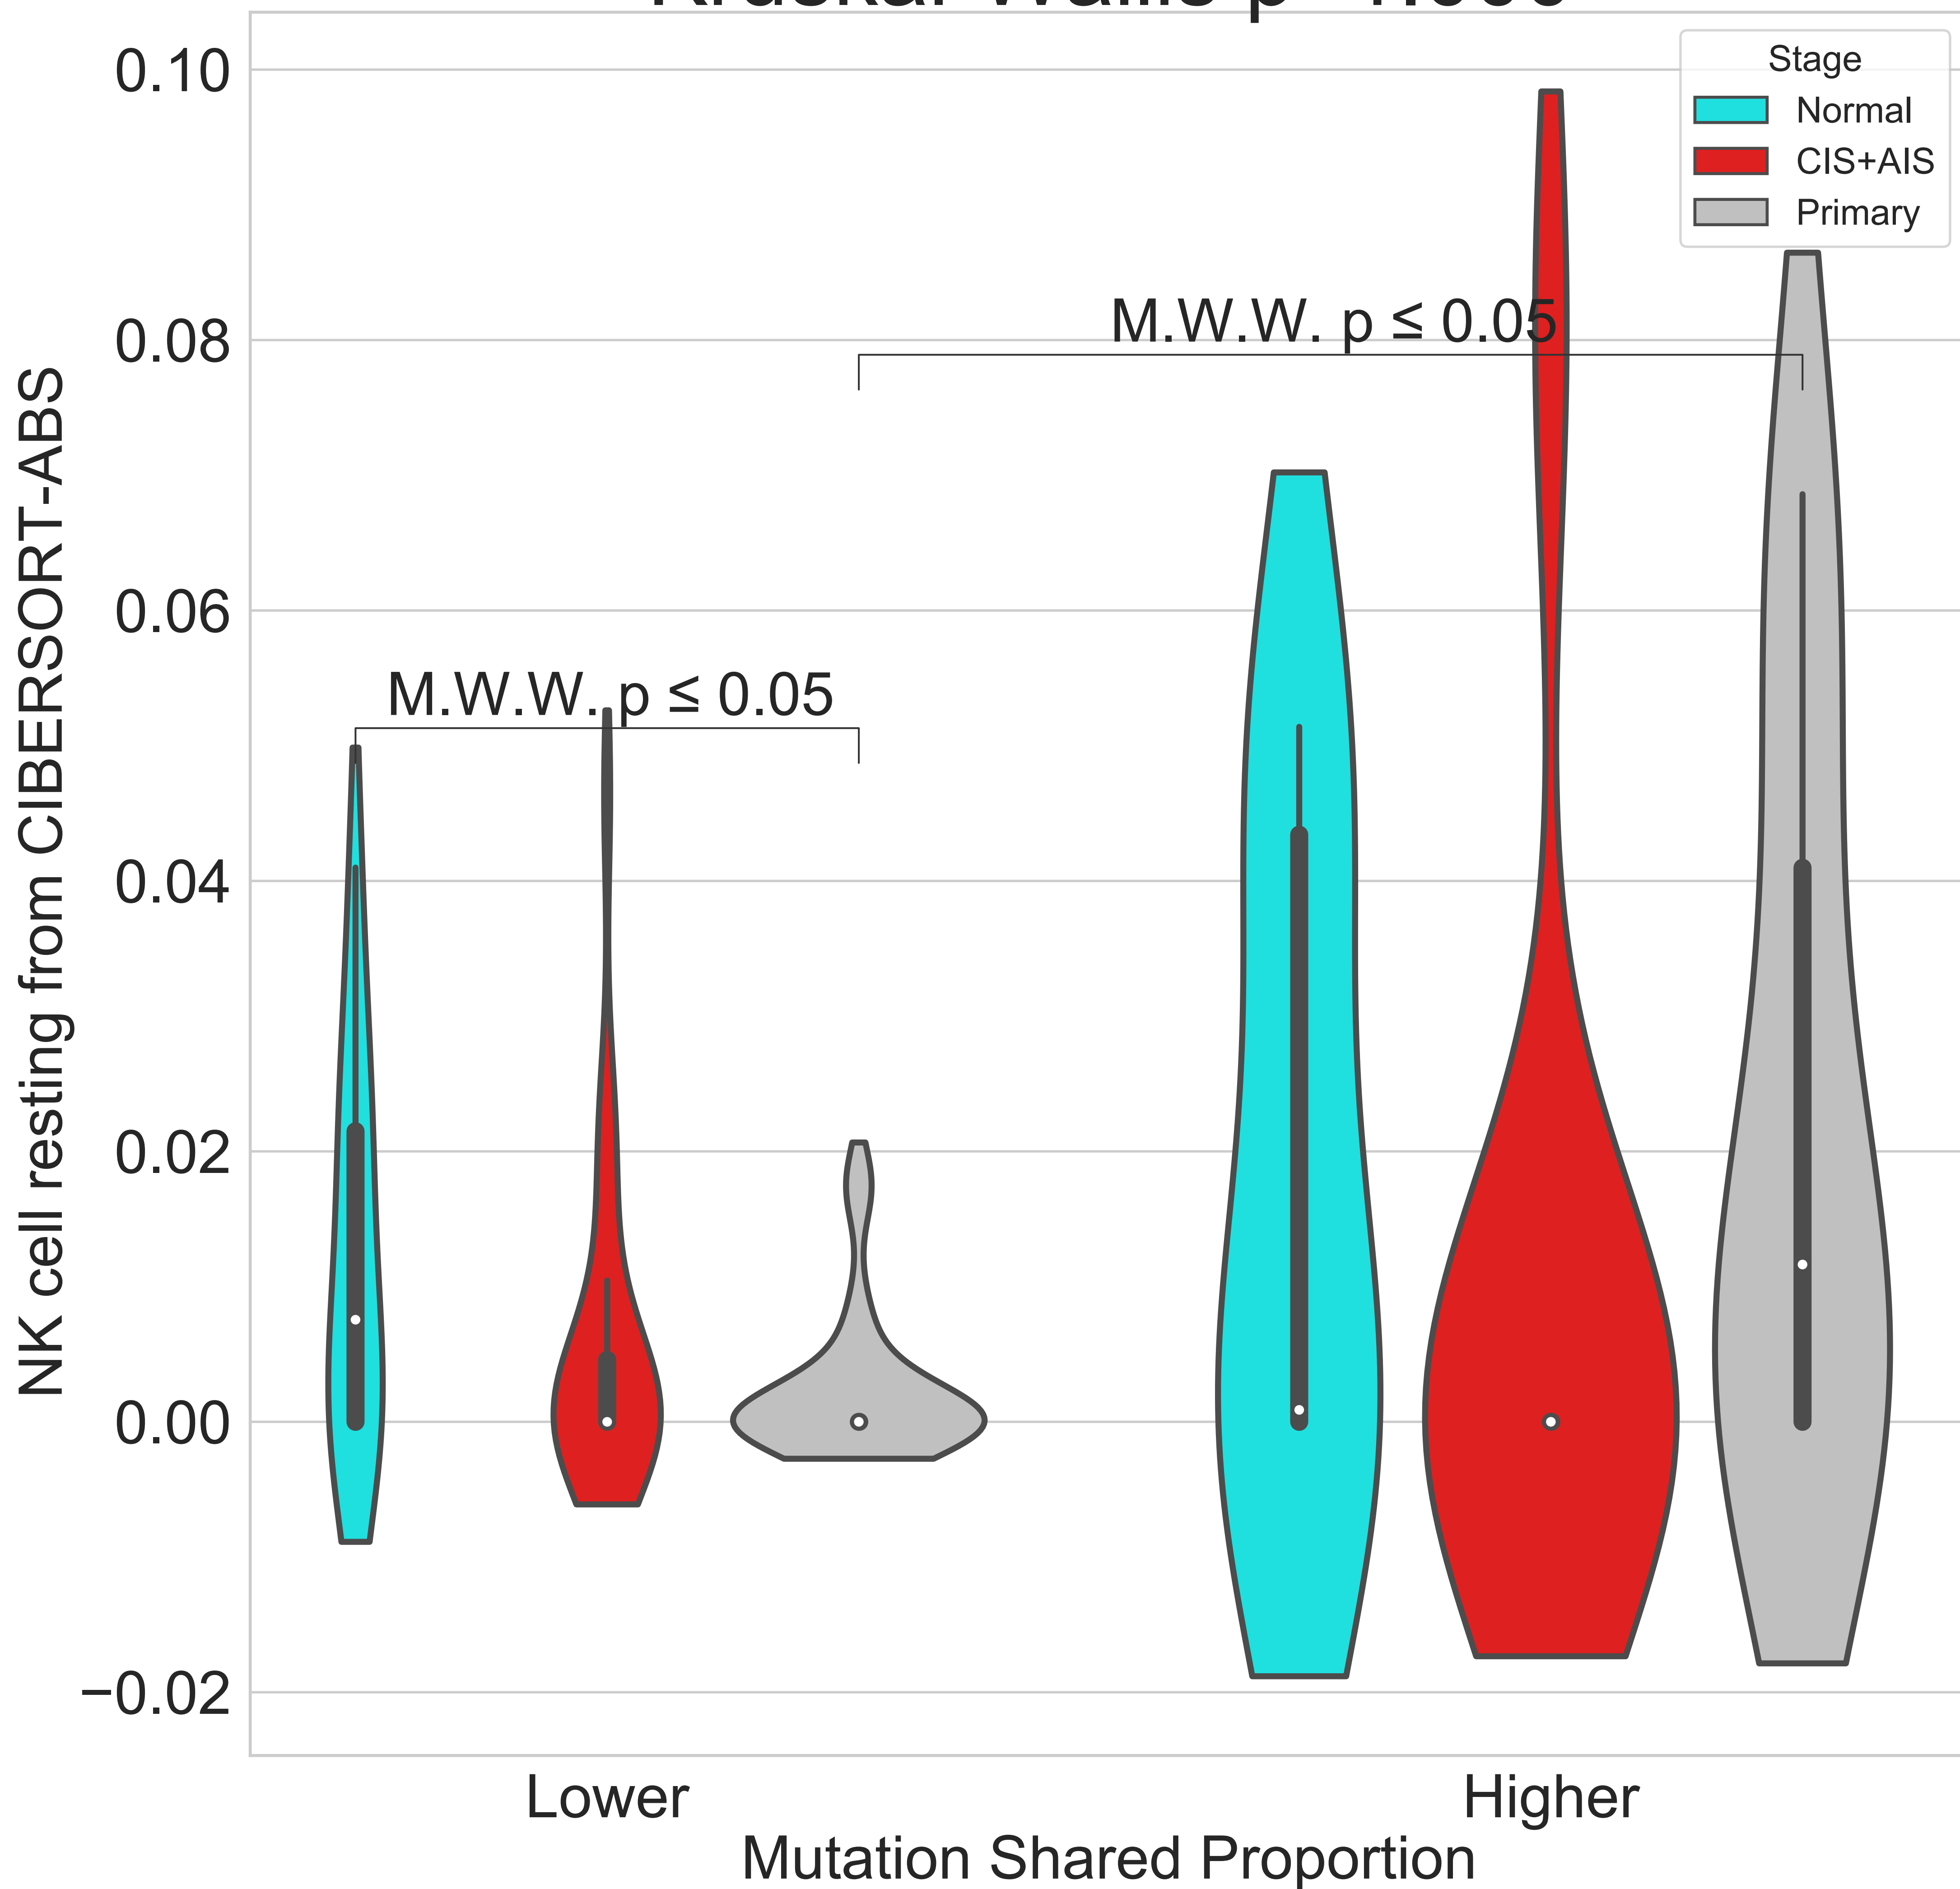 0.10
0.08
0.06
0.04
0.02
0.00
−0.02
NK cell resting from CIBERSORT-ABS
Stage
Normal
CIS+AIS
Primary
M.W.W. p ≤ 0.05
M.W.W. p ≤ 0.05
Lower
Higher
Mutation Shared Proportion